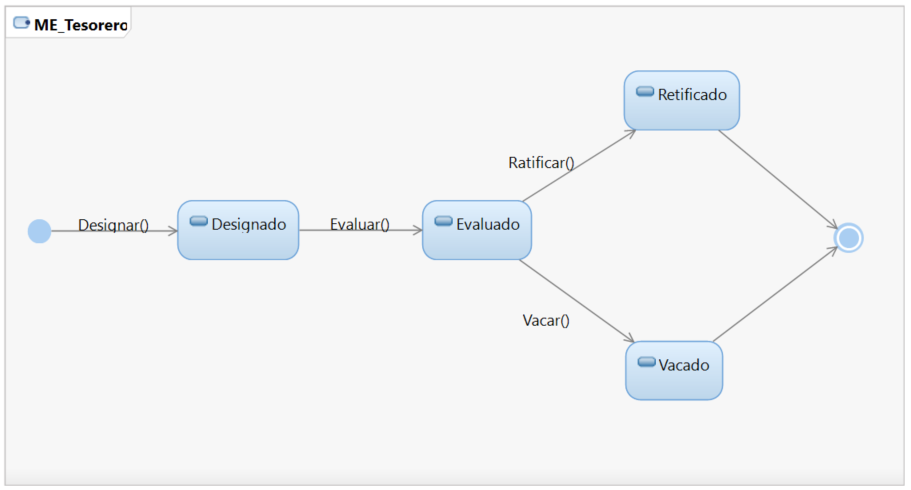 ME_Tesorero
Retificado
Ratificar()
Designar()
Designado
Evaluar()
Evaluado
Vacar()
Vacado